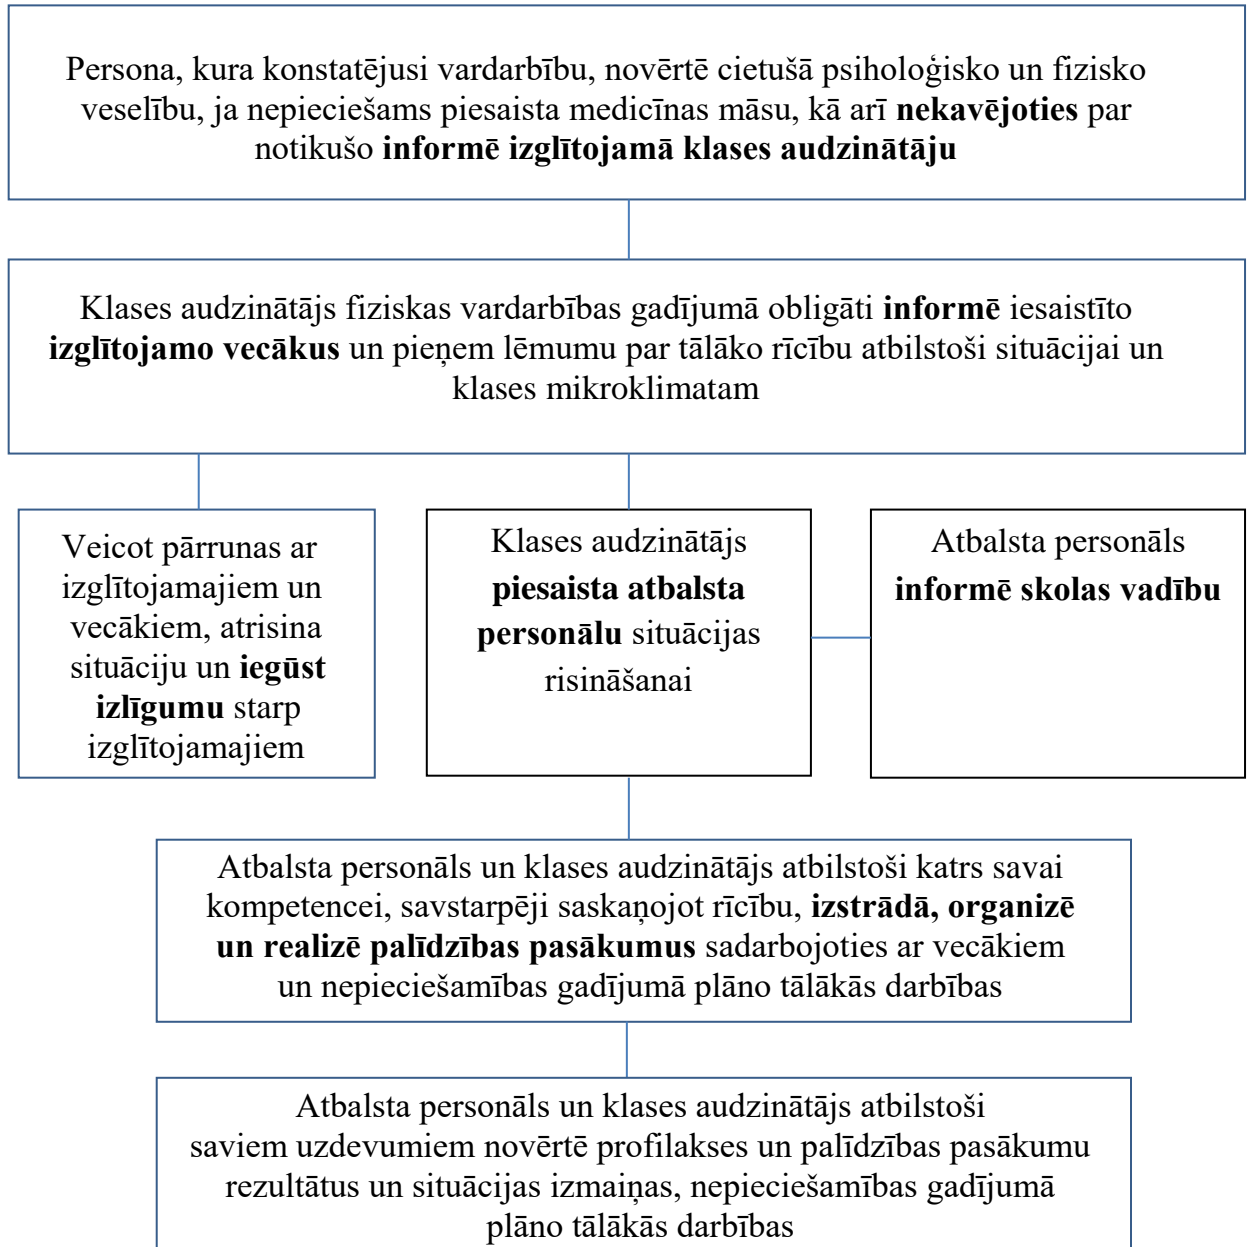 Persona, kura konstatējusi vardarbību, novērtē cietušā psiholoģisko un fizisko
veselību, ja nepieciešams piesaista medicīnas māsu, kā arī nekavējoties par
notikušo informē izglītojamā klases audzinātāju
Klases audzinātājs fiziskas vardarbības gadījumā obligāti informē iesaistīto
izglītojamo vecākus un pieņem lēmumu par tālāko rīcību atbilstoši situācijai un
klases mikroklimatam
Veicot pārrunas ar
izglītojamajiem un
vecākiem, atrisina
situāciju un iegūst
izlīgumu starp
izglītojamajiem
Klases audzinātājs
piesaista atbalsta
personālu situācijas
risināšanai
Atbalsta personāls
informē skolas vadību
Atbalsta personāls un klases audzinātājs atbilstoši katrs savai
kompetencei, savstarpēji saskaņojot rīcību, izstrādā, organizē
un realizē palīdzības pasākumus sadarbojoties ar vecākiem
un nepieciešamības gadījumā plāno tālākās darbības
Atbalsta personāls un klases audzinātājs atbilstoši
saviem uzdevumiem novērtē profilakses un palīdzības pasākumu
rezultātus un situācijas izmaiņas, nepieciešamības gadījumā
plāno tālākās darbības